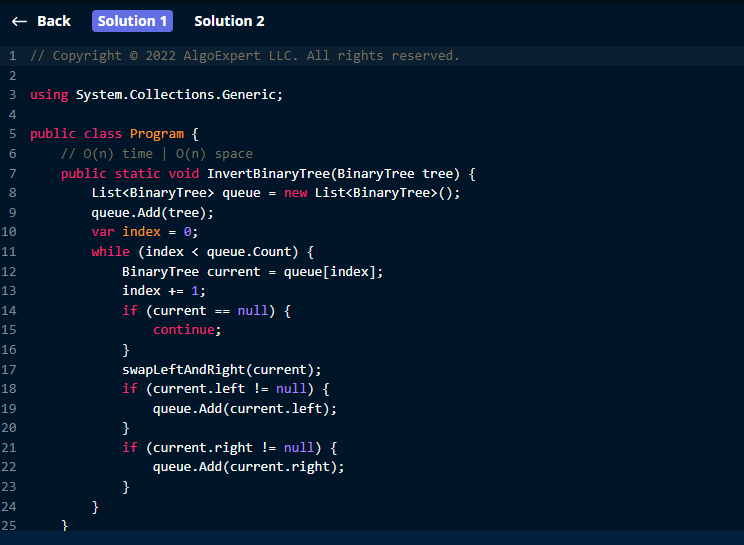 ← Back Solution 1 Solution 2
1 // Copyright © 2022 AlgoExpert LLC. All rights reserved.
2
3 using System.Collections.Generic;
4
5 public class Program {
6     // O(n) time | O(n) space
7     public static void InvertBinaryTree(BinaryTree tree) {
8         List<BinaryTree> queue = new List<BinaryTree>();
9         queue.Add(tree);
10         var index = 0;
11         while (index < queue.Count) {
12             BinaryTree current = queue[index];
13             index += 1;
14             if (current == null) {
15                 continue;
16             }
17             swapLeftAndRight(current);
18             if (current.left != null) {
19                 queue.Add(current.left);
20             }
21             if (current.right != null) {
22                 queue.Add(current.right);
23             }
24         }
25     }